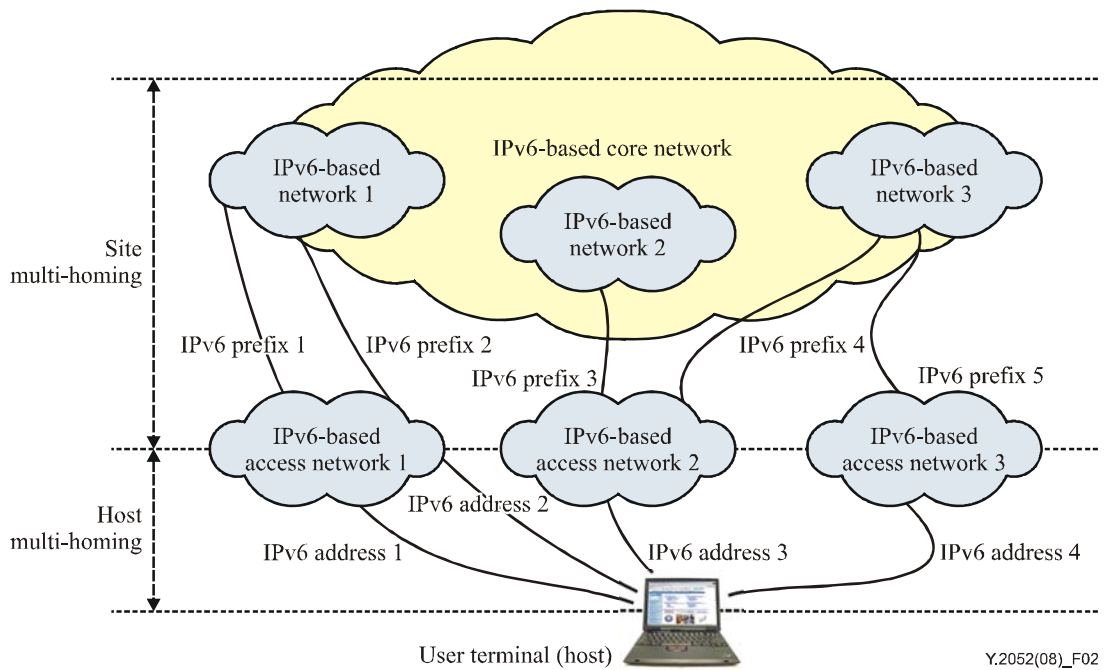 IPv6-based core network
IPv6-based
network 1
IPv6-based
network 2
IPv6-based
network 3
Site
multi-homing
IPv6 prefix 1
IPv6 prefix 2
IPv6 prefix 3
IPv6 prefix 4
IPv6 prefix 5
IPv6-based
access network 1
IPv6-based
access network 2
IPv6-based
access network 3
Host
multi-homing
IPv6 address 1
IPv6 address 2
IPv6 address 3
IPv6 address 4
User terminal (host)
Y.2052(08)_F02